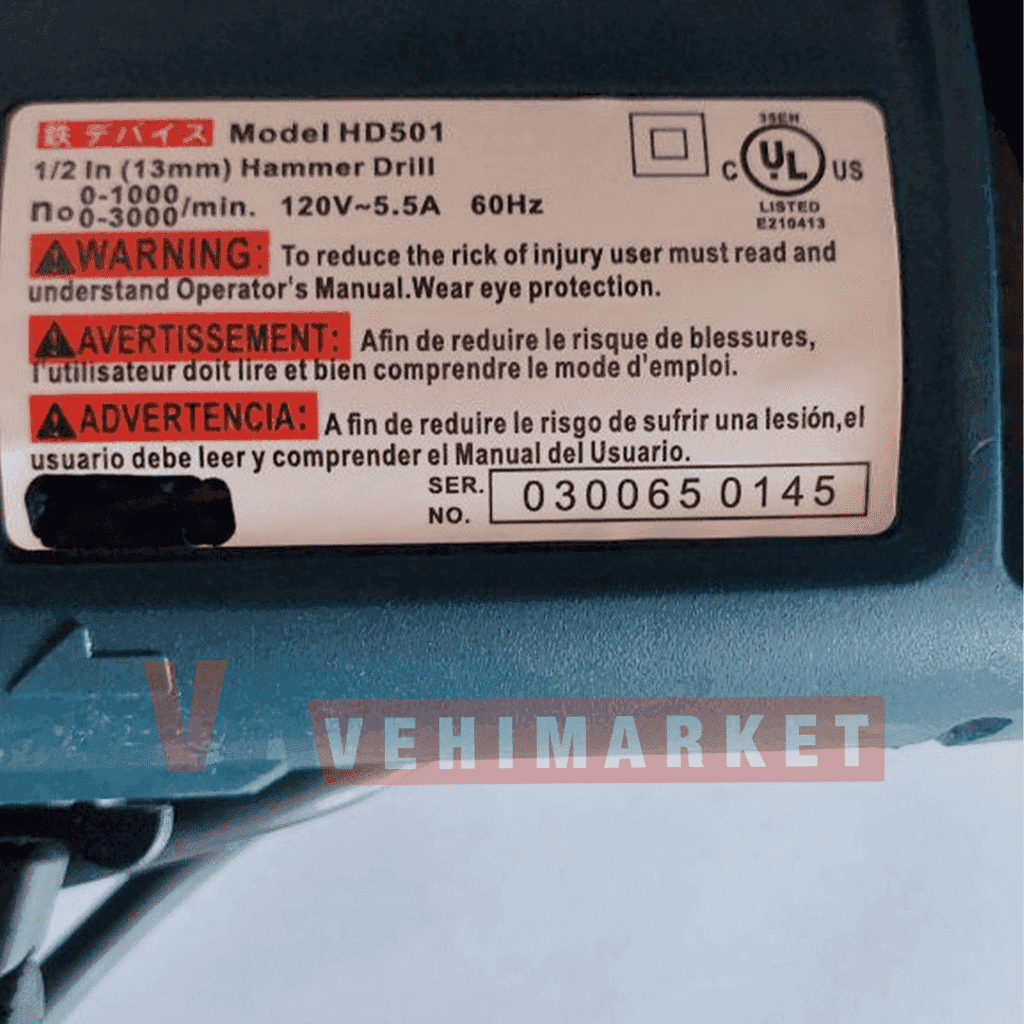 鉄デバイス Model HD501
1/2 In (13mm) Hammer Drill
no 0-1000
0-3000 /min. 120V~5.5A 60Hz
C UL US
LISTED
E210413
WARNING: To reduce the rick of injury user must read and
understand Operator's Manual.Wear eye protection.
AVERTISSEMENT: Afin de reduire le risque de blessures,
l'utilisateur doit lire et bien comprendre le mode d'emploi.
ADVERTENCIA: A fin de reduire le risgo de sufrir una lesión,el
usuario debe leer y comprender el Manual del Usuario.
SER.
NO. 030065 0145
V VEHIMARKET